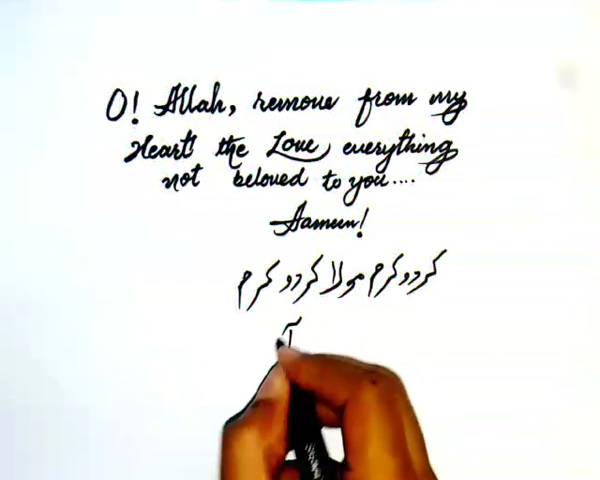 O! Allah, remove from my
Heart the Love everything
not beloved to you....
Aameen!
کردو کرم مولا کردو کرم
آ